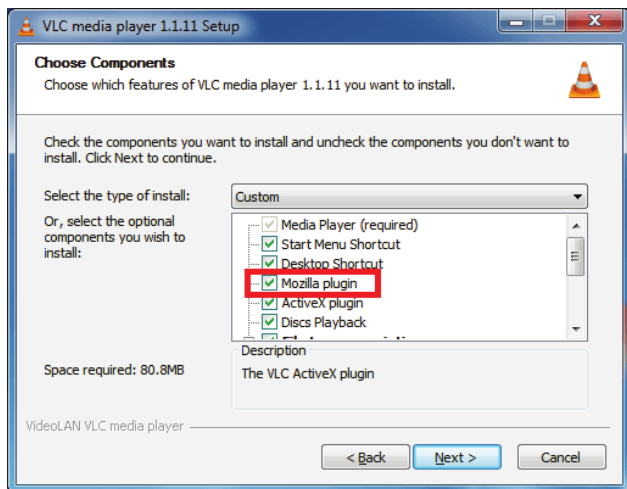 VLC media player 1.1.11 Setup
Choose Components
Choose which features of VLC media player 1.1.11 you want to install.
Check the components you want to install and uncheck the components you don't want to
install. Click Next to continue.
Select the type of install:
Custom
Or, select the optional
components you wish to
install:
Media Player (required)
Start Menu Shortcut
Desktop Shortcut
Mozilla plugin
ActiveX plugin
Discs Playback
Space required: 80.8MB
Description
The VLC ActiveX plugin
VideoLAN VLC media player
< Back
Next >
Cancel